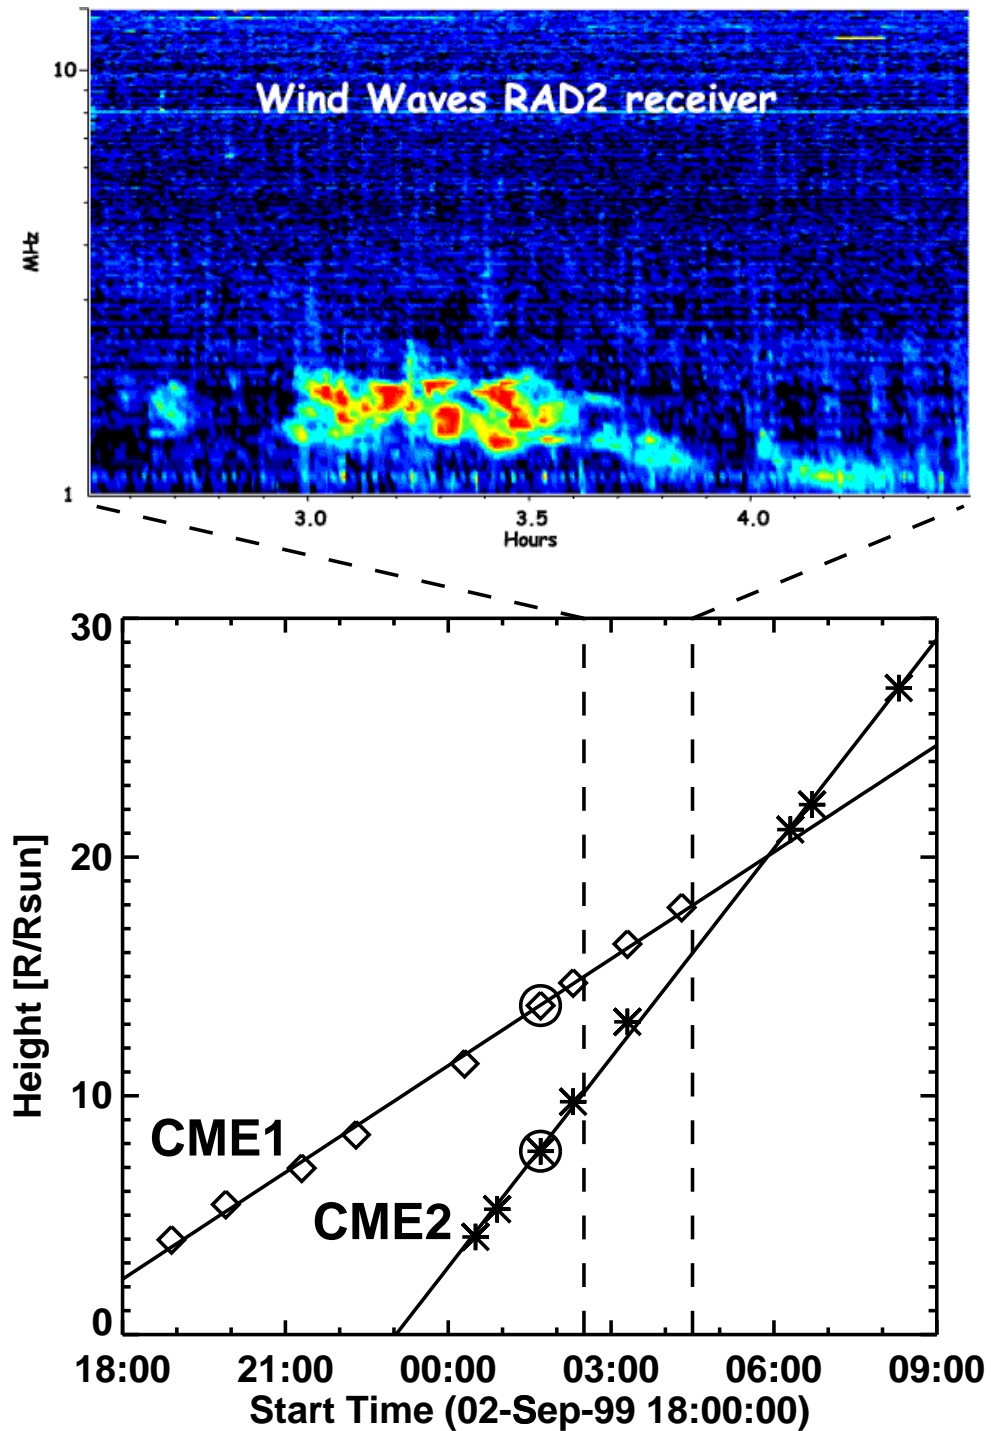 10
Wind Waves RAD2 receiver
MHz
1
3.0 3.5 4.0
Hours
30
20
10
0
Height [R/Rsun]
CME1
CME2
18:00 21:00 00:00 03:00 06:00 09:00
Start Time (02-Sep-99 18:00:00)